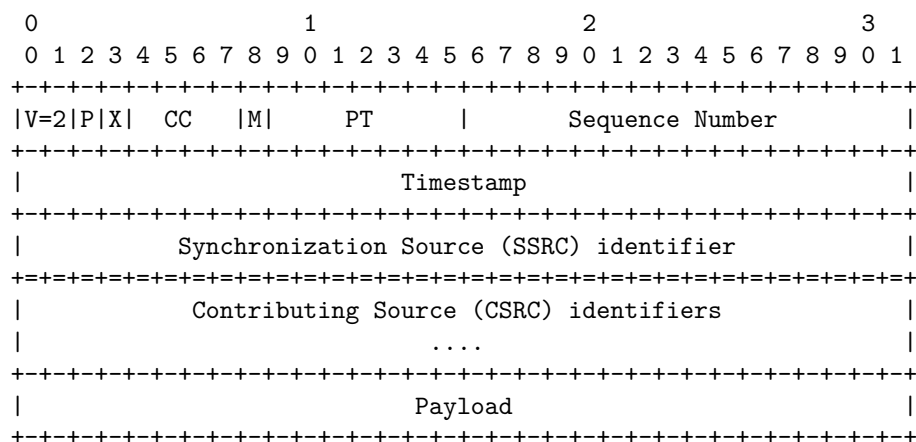 0                   1                   2                   3
 0 1 2 3 4 5 6 7 8 9 0 1 2 3 4 5 6 7 8 9 0 1 2 3 4 5 6 7 8 9 0 1
+-+-+-+-+-+-+-+-+-+-+-+-+-+-+-+-+-+-+-+-+-+-+-+-+-+-+-+-+-+-+-+-+
|V=2|P|X|  CC   |M|     PT      |       Sequence Number         |
+-+-+-+-+-+-+-+-+-+-+-+-+-+-+-+-+-+-+-+-+-+-+-+-+-+-+-+-+-+-+-+-+
|                           Timestamp                           |
+-+-+-+-+-+-+-+-+-+-+-+-+-+-+-+-+-+-+-+-+-+-+-+-+-+-+-+-+-+-+-+-+
|           Synchronization Source (SSRC) identifier            |
+=+=+=+=+=+=+=+=+=+=+=+=+=+=+=+=+=+=+=+=+=+=+=+=+=+=+=+=+=+=+=+=+
|            Contributing Source (CSRC) identifiers             |
|                             ....                              |
+-+-+-+-+-+-+-+-+-+-+-+-+-+-+-+-+-+-+-+-+-+-+-+-+-+-+-+-+-+-+-+-+
|                            Payload                            |
+-+-+-+-+-+-+-+-+-+-+-+-+-+-+-+-+-+-+-+-+-+-+-+-+-+-+-+-+-+-+-+-+